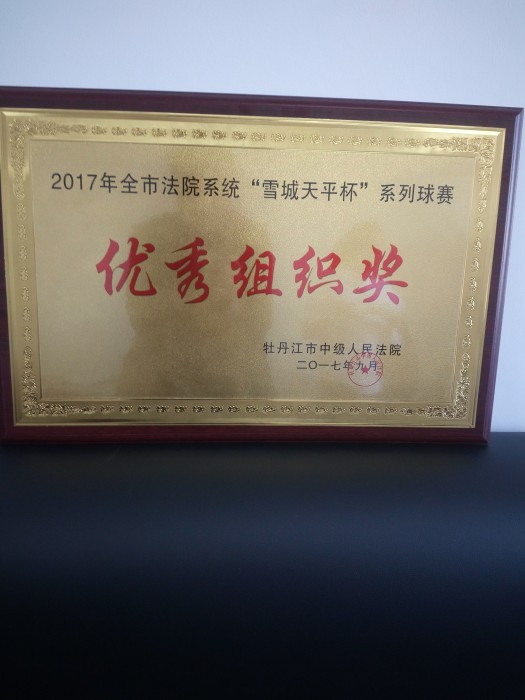 2017年全市法院系统“雪城天平杯”系列球赛
优秀组织奖
牡丹江市中级人民法院
二〇一七年九月